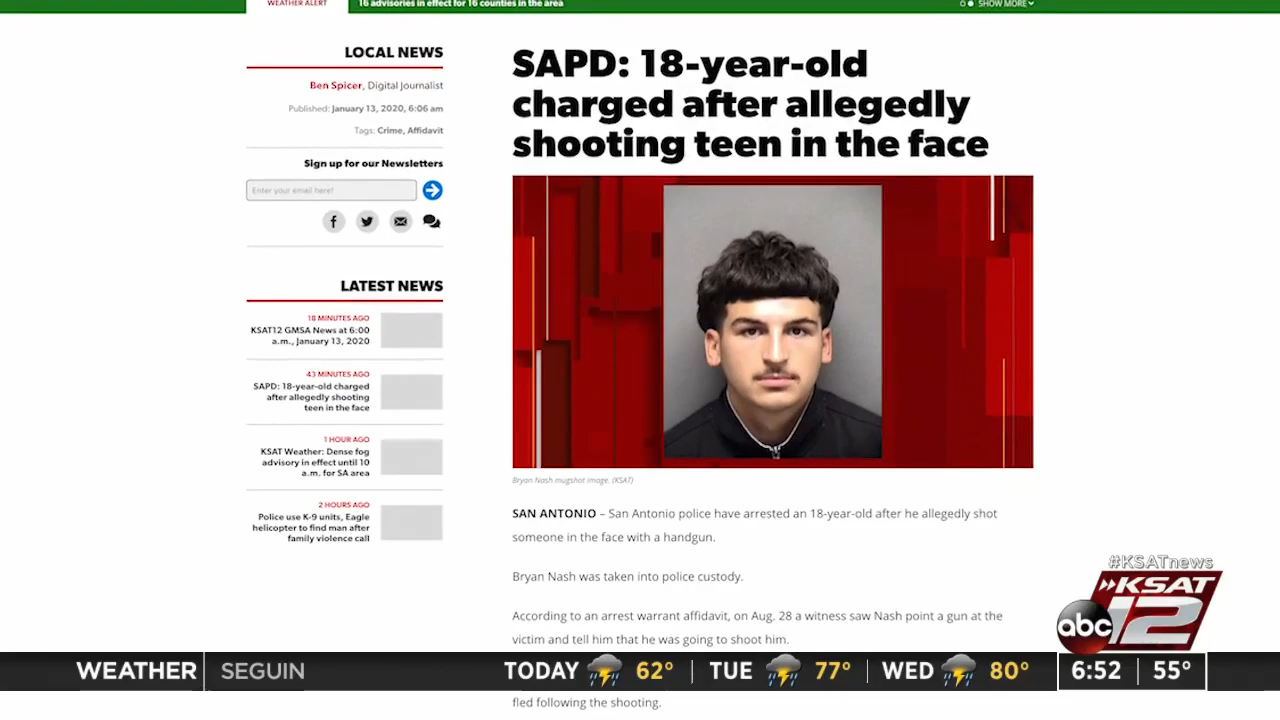 WEATHER ALERT
16 advisories in effect for 16 counties in the area
SHOW MORE
LOCAL NEWS
Ben Spicer, Digital Journalist
Published: January 13, 2020, 6:06 am
Tags: Crime, Affidavit
Sign up for our Newsletters
Enter your email here!
LATEST NEWS
18 MINUTES AGO
KSAT12 GMSA News at 6:00
a.m., January 13, 2020
43 MINUTES AGO
SAPD: 18-year-old charged
after allegedly shooting
teen in the face
1 HOUR AGO
KSAT Weather: Dense fog
advisory in effect until 10
a.m. for SA area
2 HOURS AGO
Police use K-9 units, Eagle
helicopter to find man after
family violence call
SAPD: 18-year-old
charged after allegedly
shooting teen in the face
Bryan Nash mugshot image. (KSAT)
SAN ANTONIO – San Antonio police have arrested an 18-year-old after he allegedly shot
someone in the face with a handgun.
Bryan Nash was taken into police custody.
According to an arrest warrant affidavit, on Aug. 28 a witness saw Nash point a gun at the
victim and tell him that he was going to shoot him.
fled following the shooting.
#KSATnews
KSAT
abc 12
WEATHER SEGUIN TODAY 62° TUE 77° WED 80° 6:52 55°